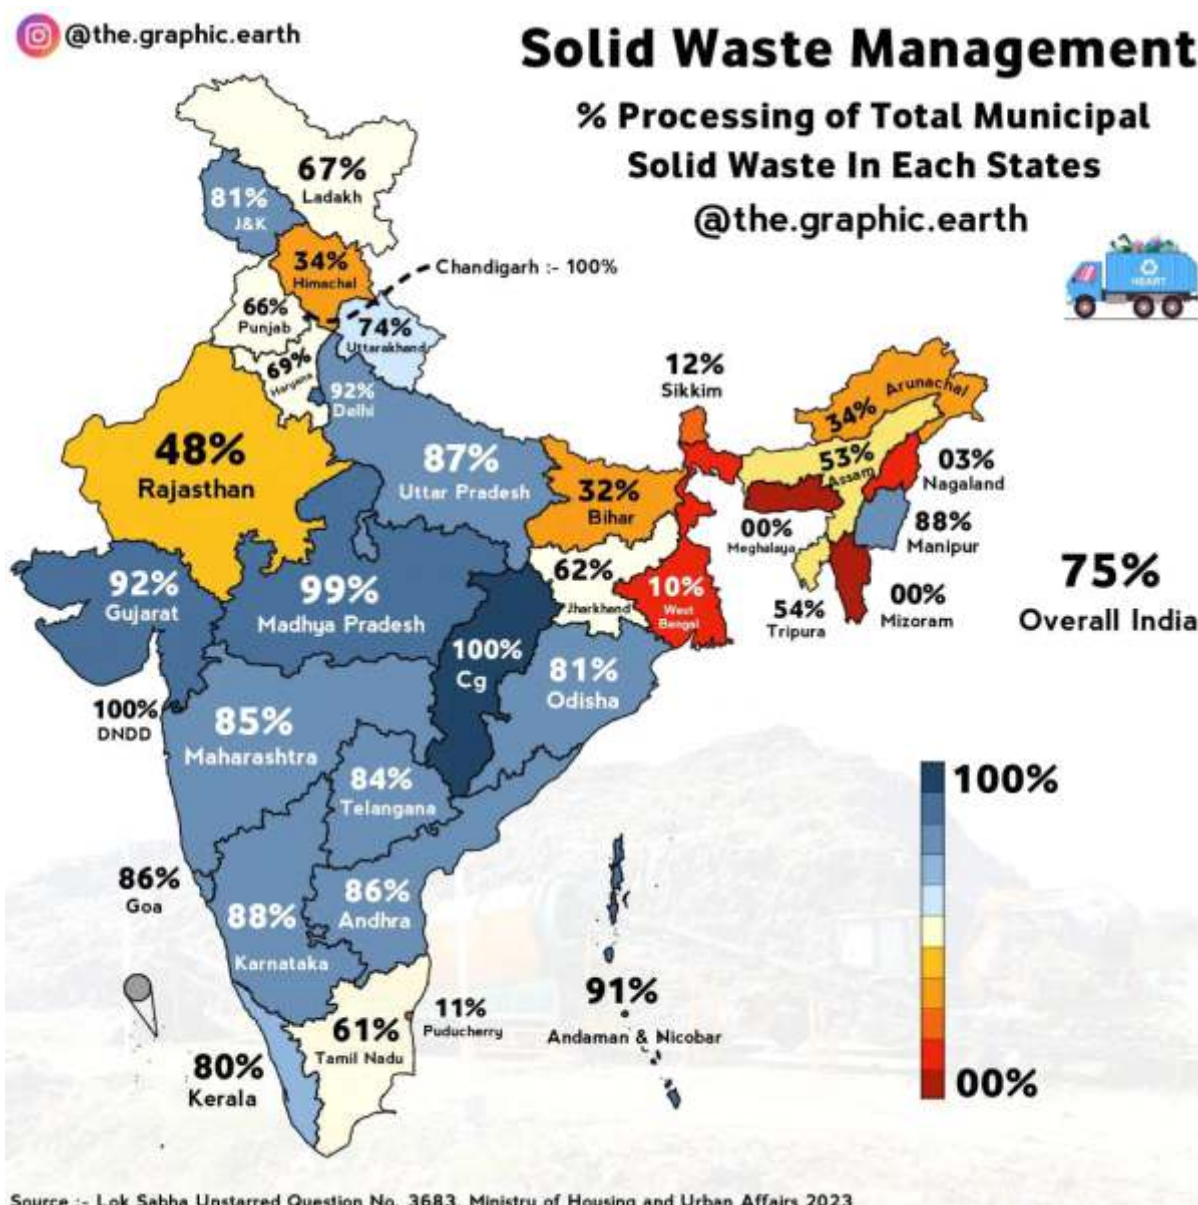 @the.graphic.earth
Solid Waste Management
% Processing of Total Municipal
Solid Waste In Each States
@the.graphic.earth
67%
Ladakh
81%
J&K
34%
Himachal
Chandigarh :- 100%
66%
Punjab
74%
Uttarakhand
69%
Haryana
92%
Delhi
12%
Sikkim
Arunachal
34%
48%
Rajasthan
87%
Uttar Pradesh
32%
Bihar
53%
Assam
03%
Nagaland
00%
Meghalaya
88%
Manipur
92%
Gujarat
99%
Madhya Pradesh
62%
Jharkhand
10%
West
Bengal
54%
Tripura
00%
Mizoram
75%
Overall India
100%
Cg
81%
Odisha
100%
DNDD
85%
Maharashtra
84%
Telangana
100%
86%
Goa
88%
Karnataka
86%
Andhra
91%
Andaman & Nicobar
11%
Puducherry
61%
Tamil Nadu
80%
Kerala
00%
Source :- Lok Sabha Unstarred Question No. 3683, Ministry of Housing and Urban Affairs 2023